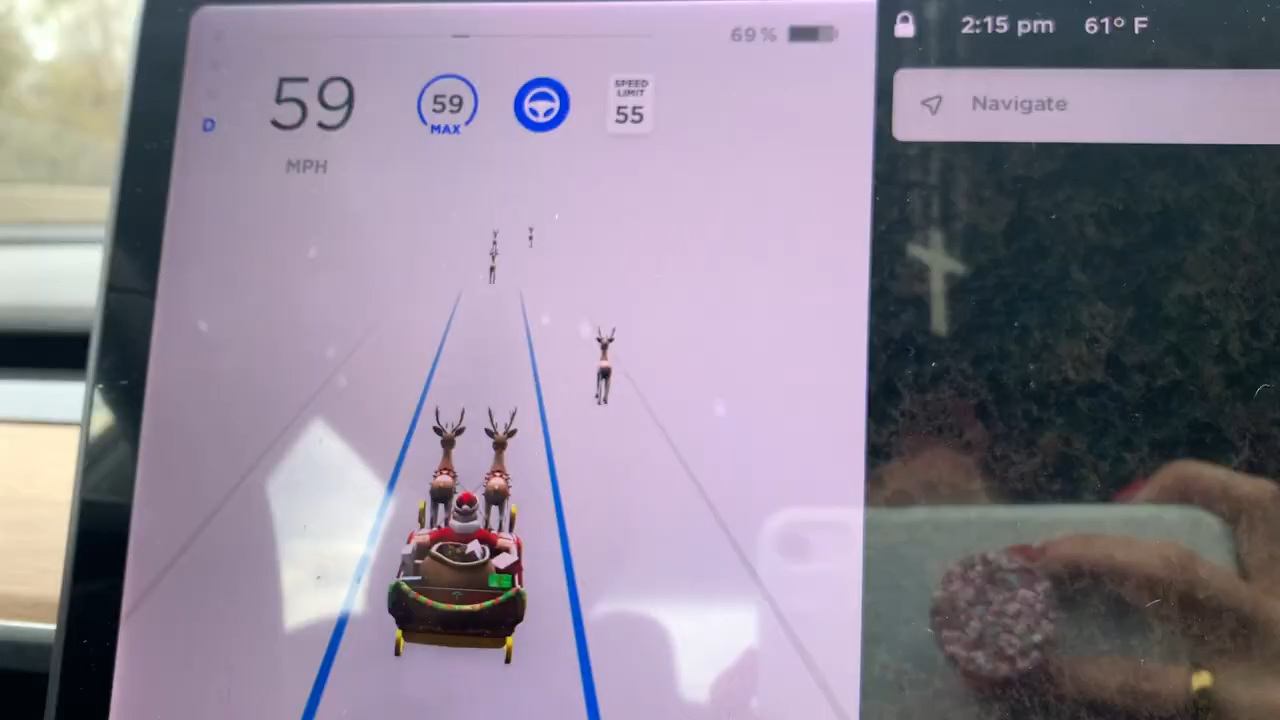 69 %
2:15 pm 61° F
59
MPH
D
59
MAX
SPEED
LIMIT
55
Navigate